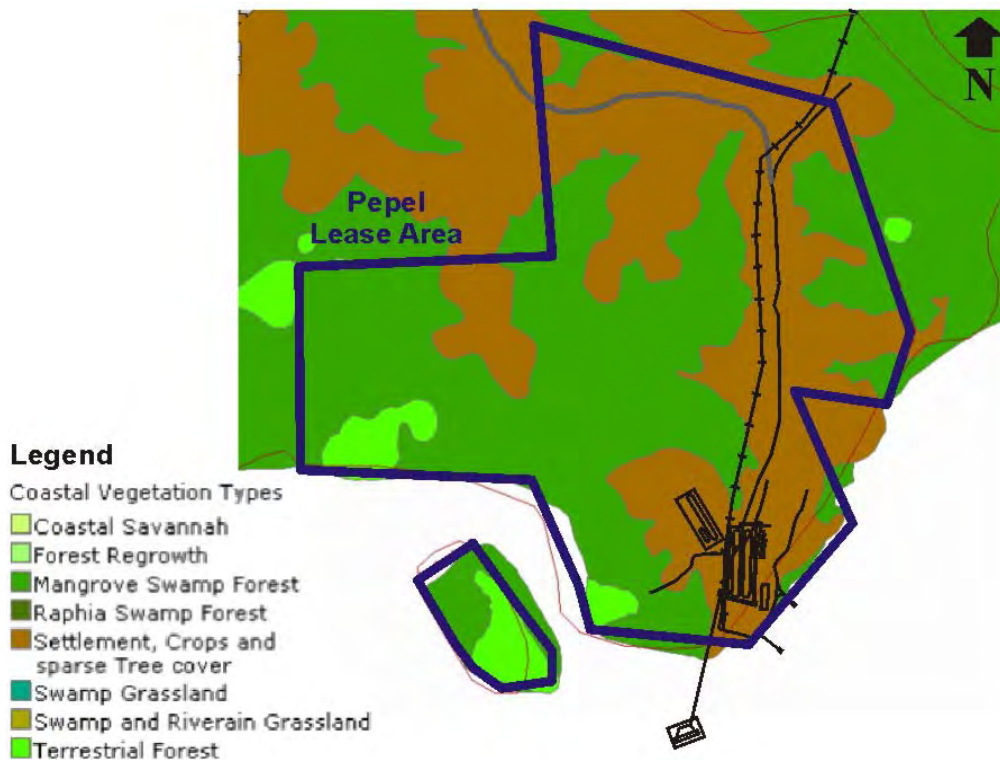 N
Pepel
Lease Area
Legend
Coastal Vegetation Types
Coastal Savannah
Forest Regrowth
Mangrove Swamp Forest
Raphia Swamp Forest
Settlement, Crops and
sparse Tree cover
Swamp Grassland
Swamp and Riverain Grassland
Terrestrial Forest